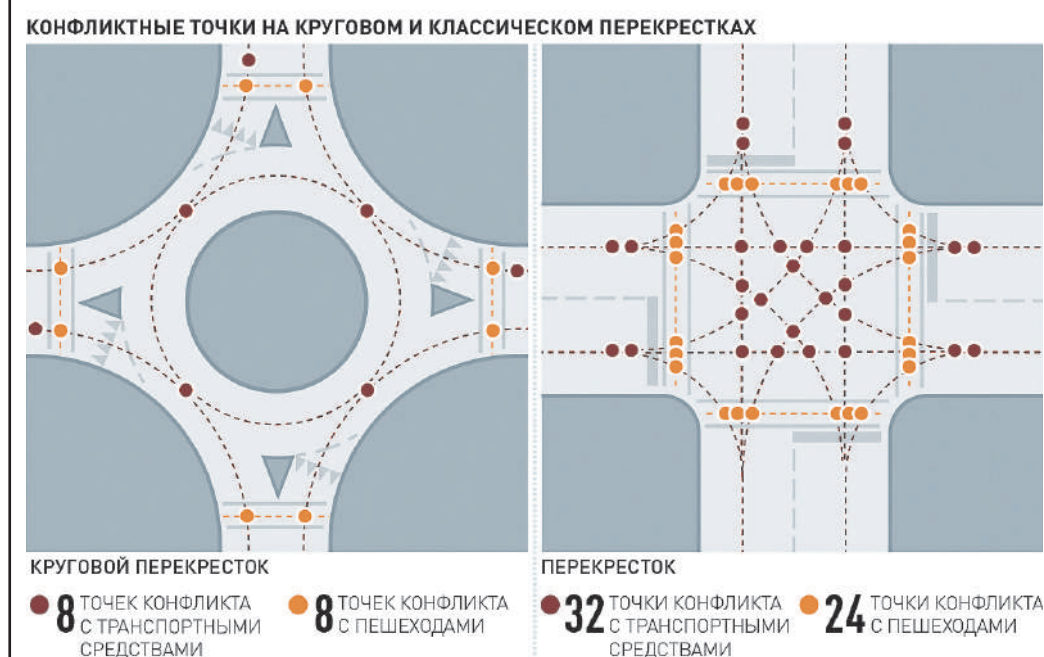 КОНФЛИКТНЫЕ ТОЧКИ НА КРУГОВОМ И КЛАССИЧЕСКОМ ПЕРЕКРЕСТКАХ
КРУГОВОЙ ПЕРЕКРЕСТОК
8 ТОЧЕК КОНФЛИКТА
С ТРАНСПОРТНЫМИ
СРЕДСТВАМИ
8 ТОЧЕК КОНФЛИКТА
С ПЕШЕХОДАМИ
ПЕРЕКРЕСТОК
32 ТОЧКИ КОНФЛИКТА
С ТРАНСПОРТНЫМИ
СРЕДСТВАМИ
24 ТОЧКИ КОНФЛИКТА
С ПЕШЕХОДАМИ